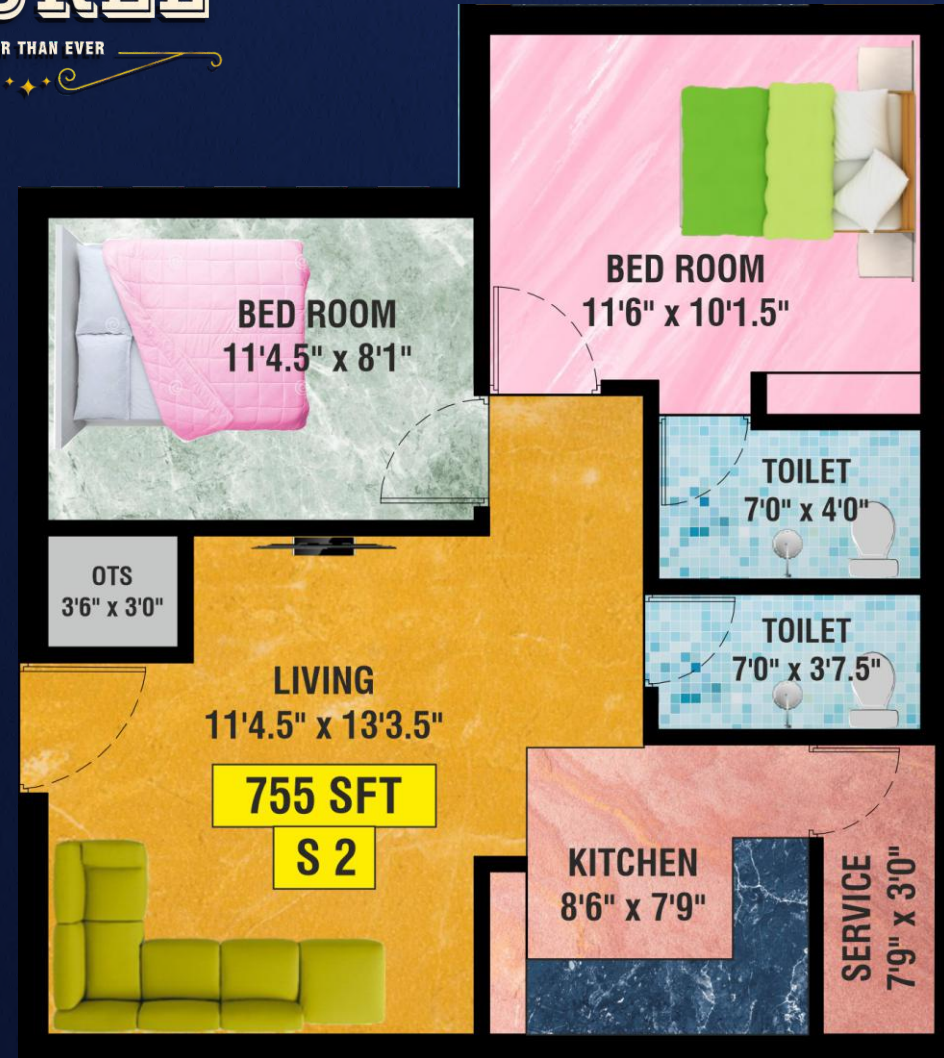 R THAN EVER
BED ROOM
11'6" x 10'1.5"
BED ROOM
11'4.5" x 8'1"
TOILET
7'0" x 4'0"
OTS
3'6" x 3'0"
TOILET
7'0" x 3'7.5"
LIVING
11'4.5" x 13'3.5"
755 SFT
S 2
KITCHEN
8'6" x 7'9"
SERVICE
7'9" x 3'0"